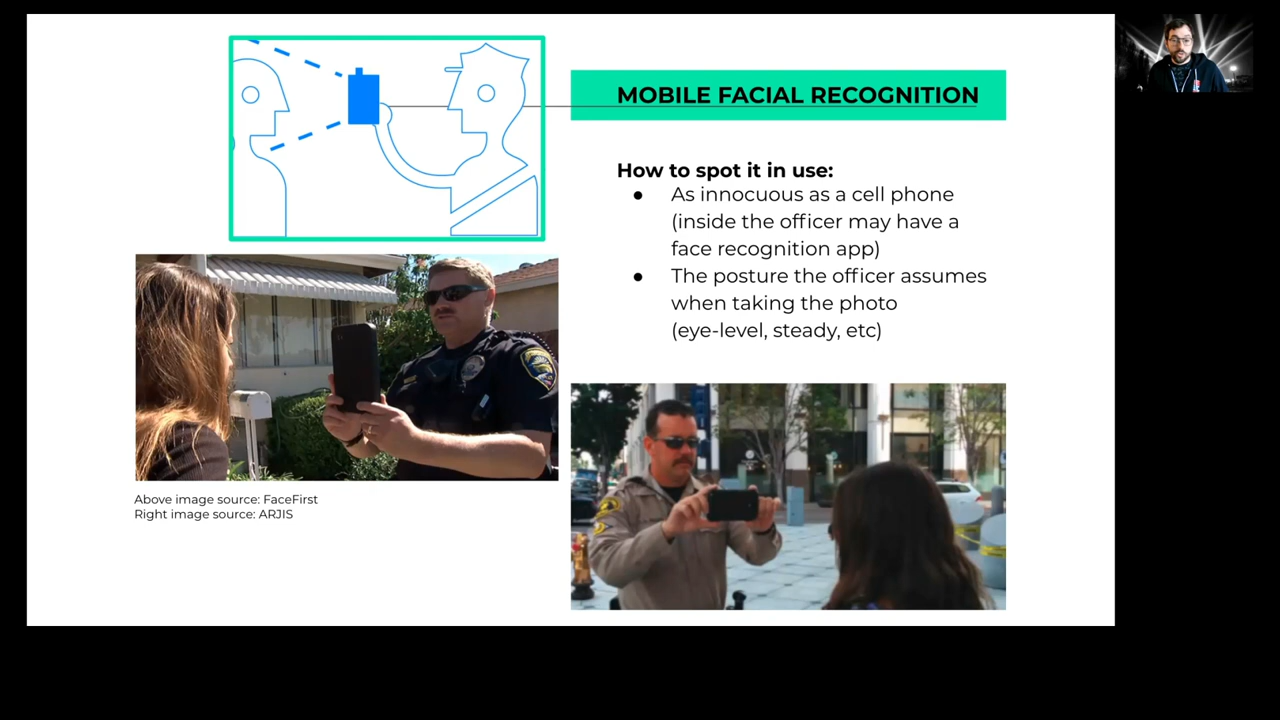 MOBILE FACIAL RECOGNITION
How to spot it in use:
● As innocuous as a cell phone
(inside the officer may have a
face recognition app)
● The posture the officer assumes
when taking the photo
(eye-level, steady, etc)
Above image source: FaceFirst
Right image source: ARJIS